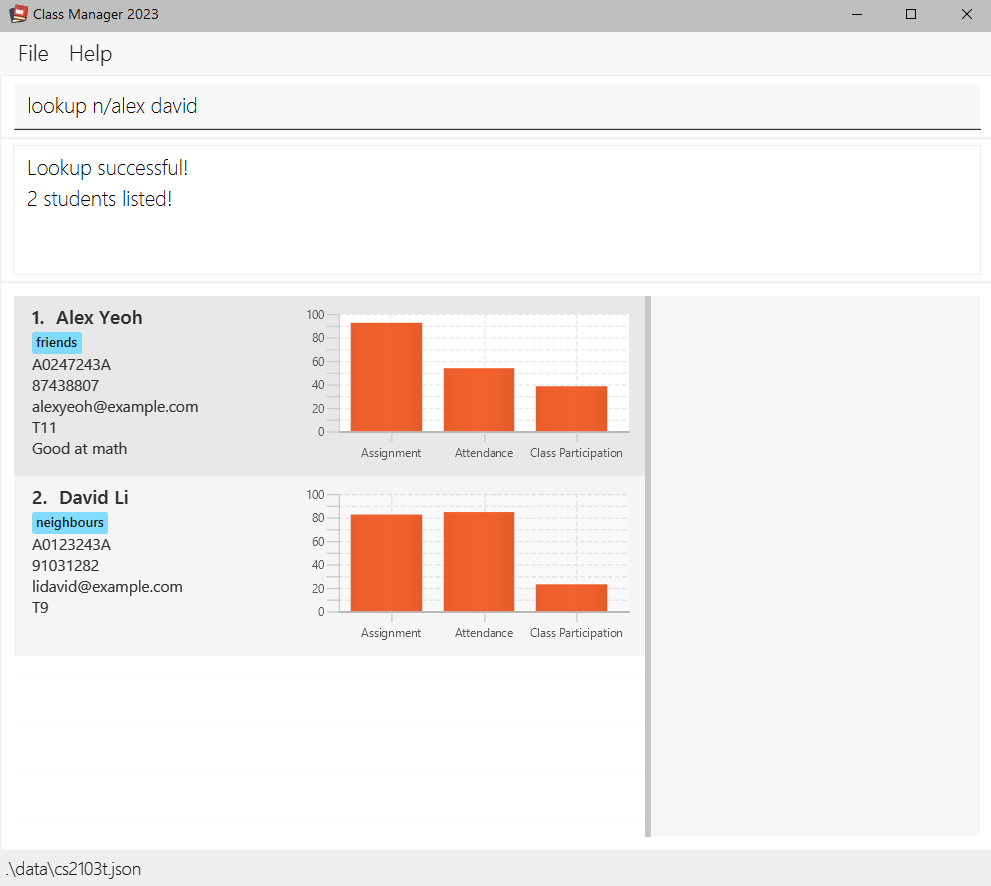 Class Manager 2023
File Help
lookup n/alex david
Lookup successful!
2 students listed!
1. Alex Yeoh
friends
A0247243A
87438807
alexyeoh@example.com
T11
Good at math
100
80
60
40
20
0
Assignment Attendance Class Participation
2. David Li
neighbours
A0123243A
91031282
lidavid@example.com
T9
100
80
60
40
20
0
Assignment Attendance Class Participation
.\data\cs2103t.json